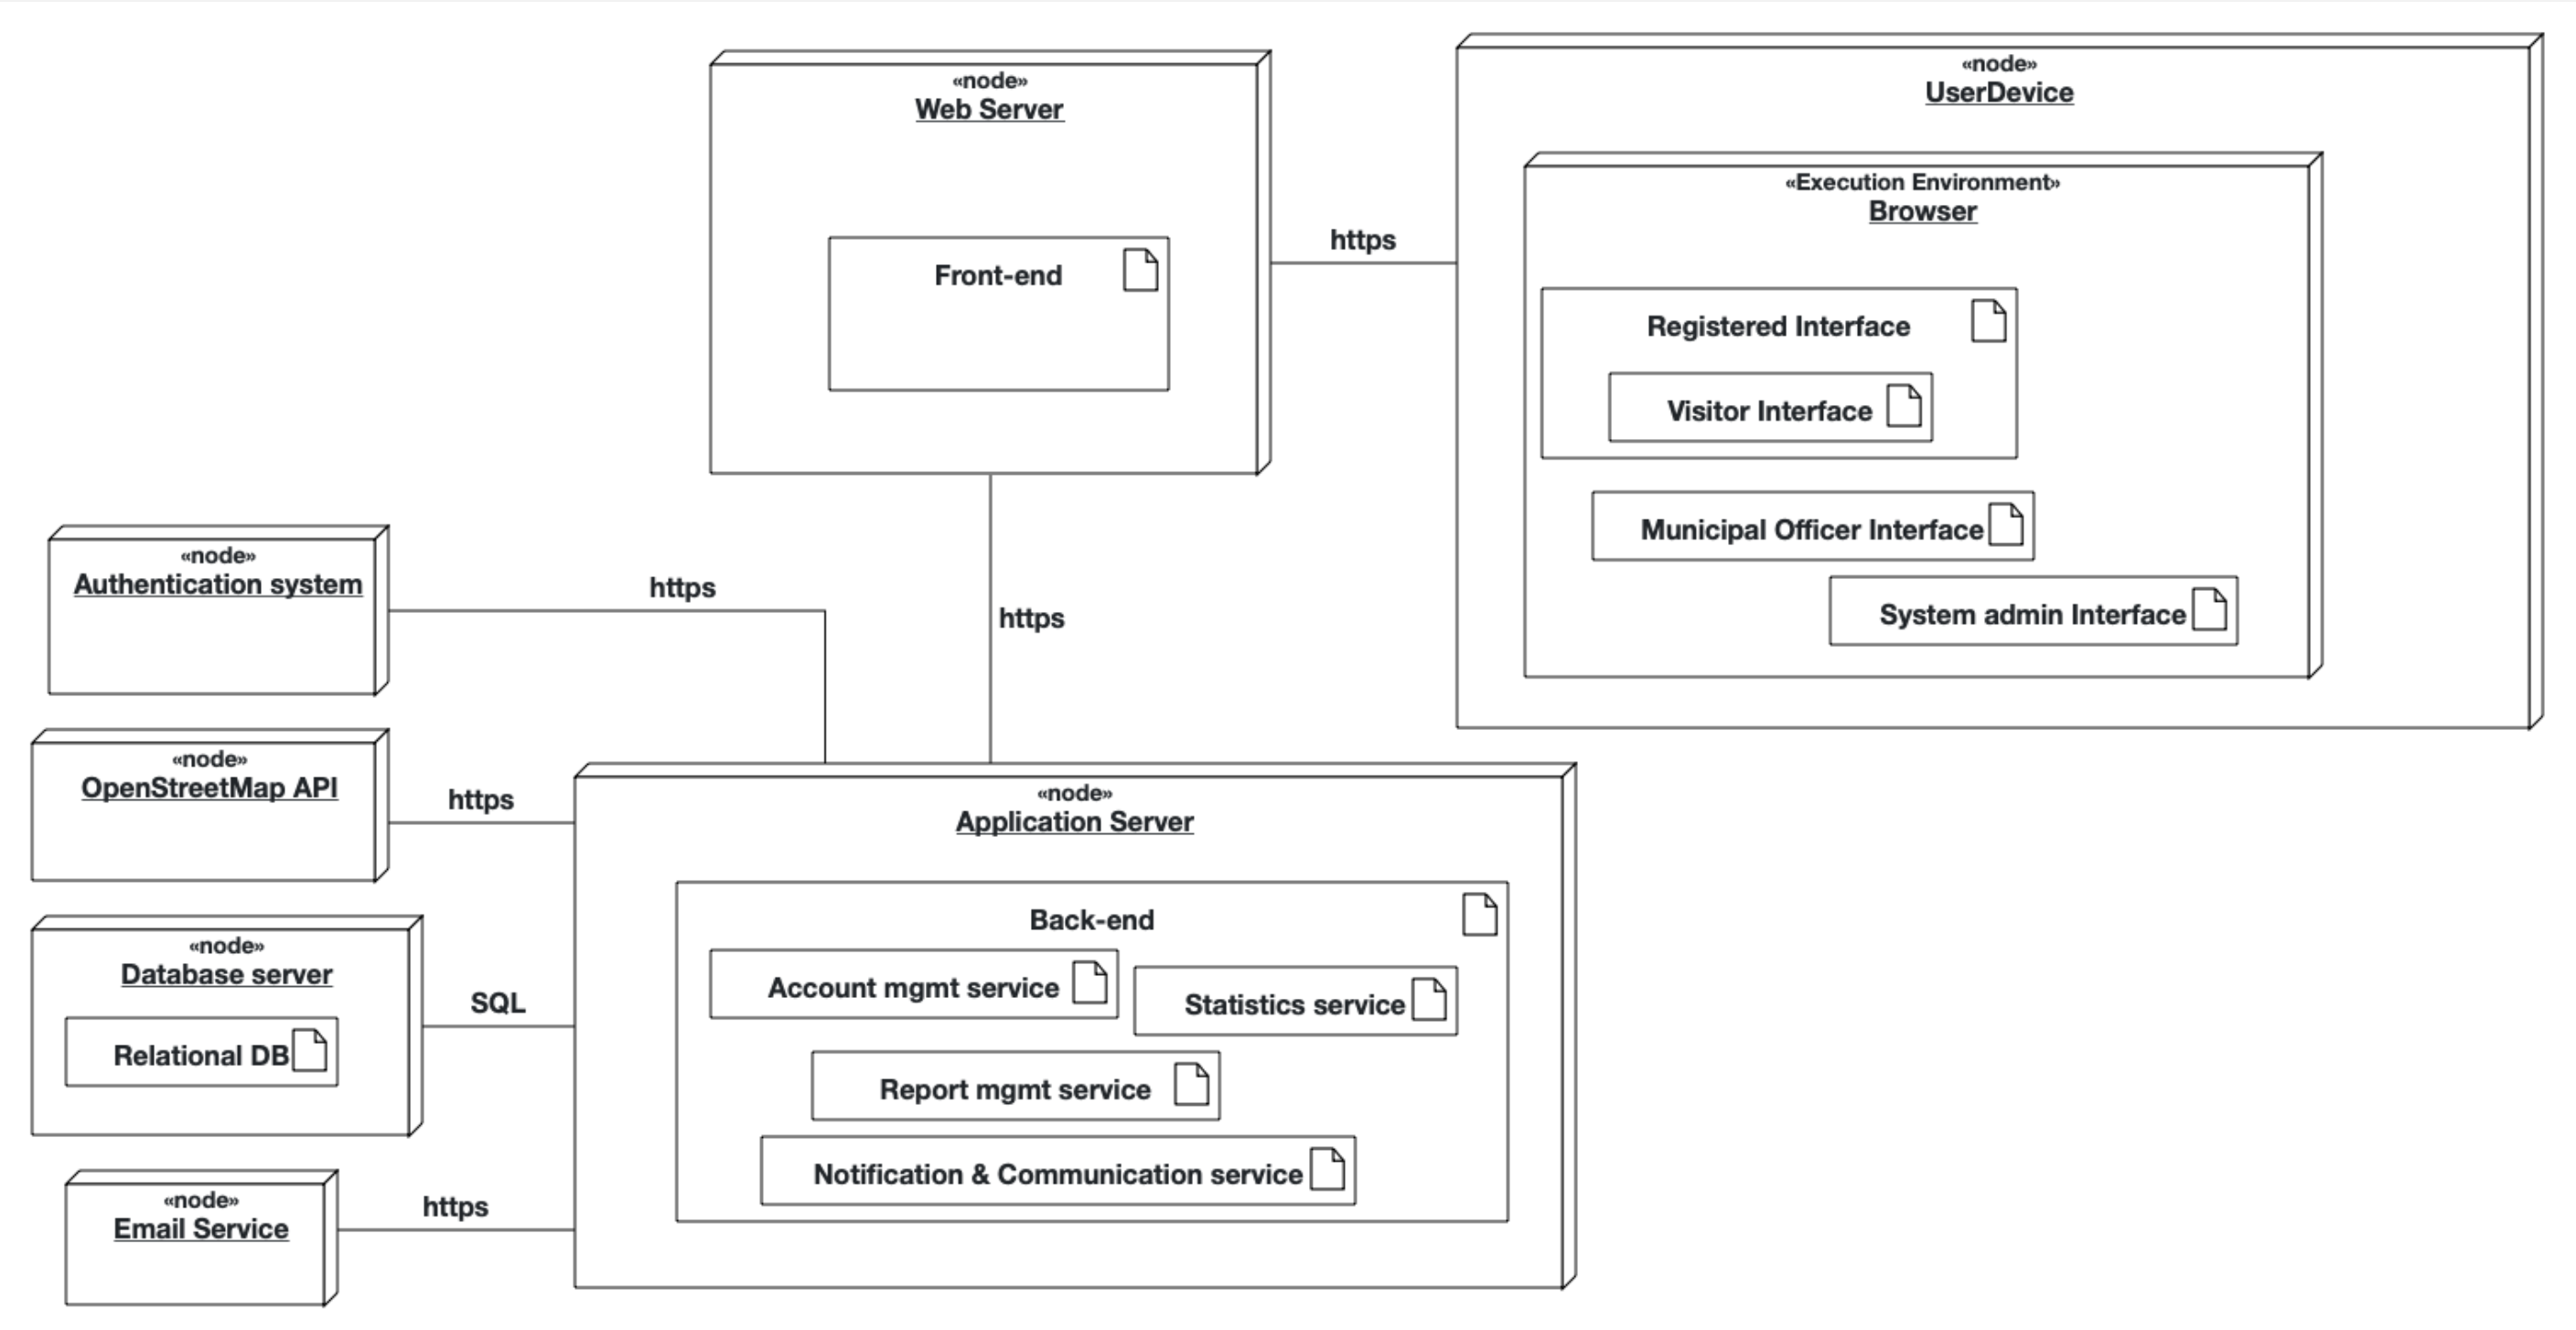 «node»
Web Server
Front-end
https
«node»
UserDevice
«Execution Environment»
Browser
Registered Interface
Visitor Interface
Municipal Officer Interface
System admin Interface
«node»
Authentication system
https
https
«node»
OpenStreetMap API
https
«node»
Database server
Relational DB
SQL
«node»
Email Service
https
«node»
Application Server
Back-end
Account mgmt service
Statistics service
Report mgmt service
Notification & Communication service